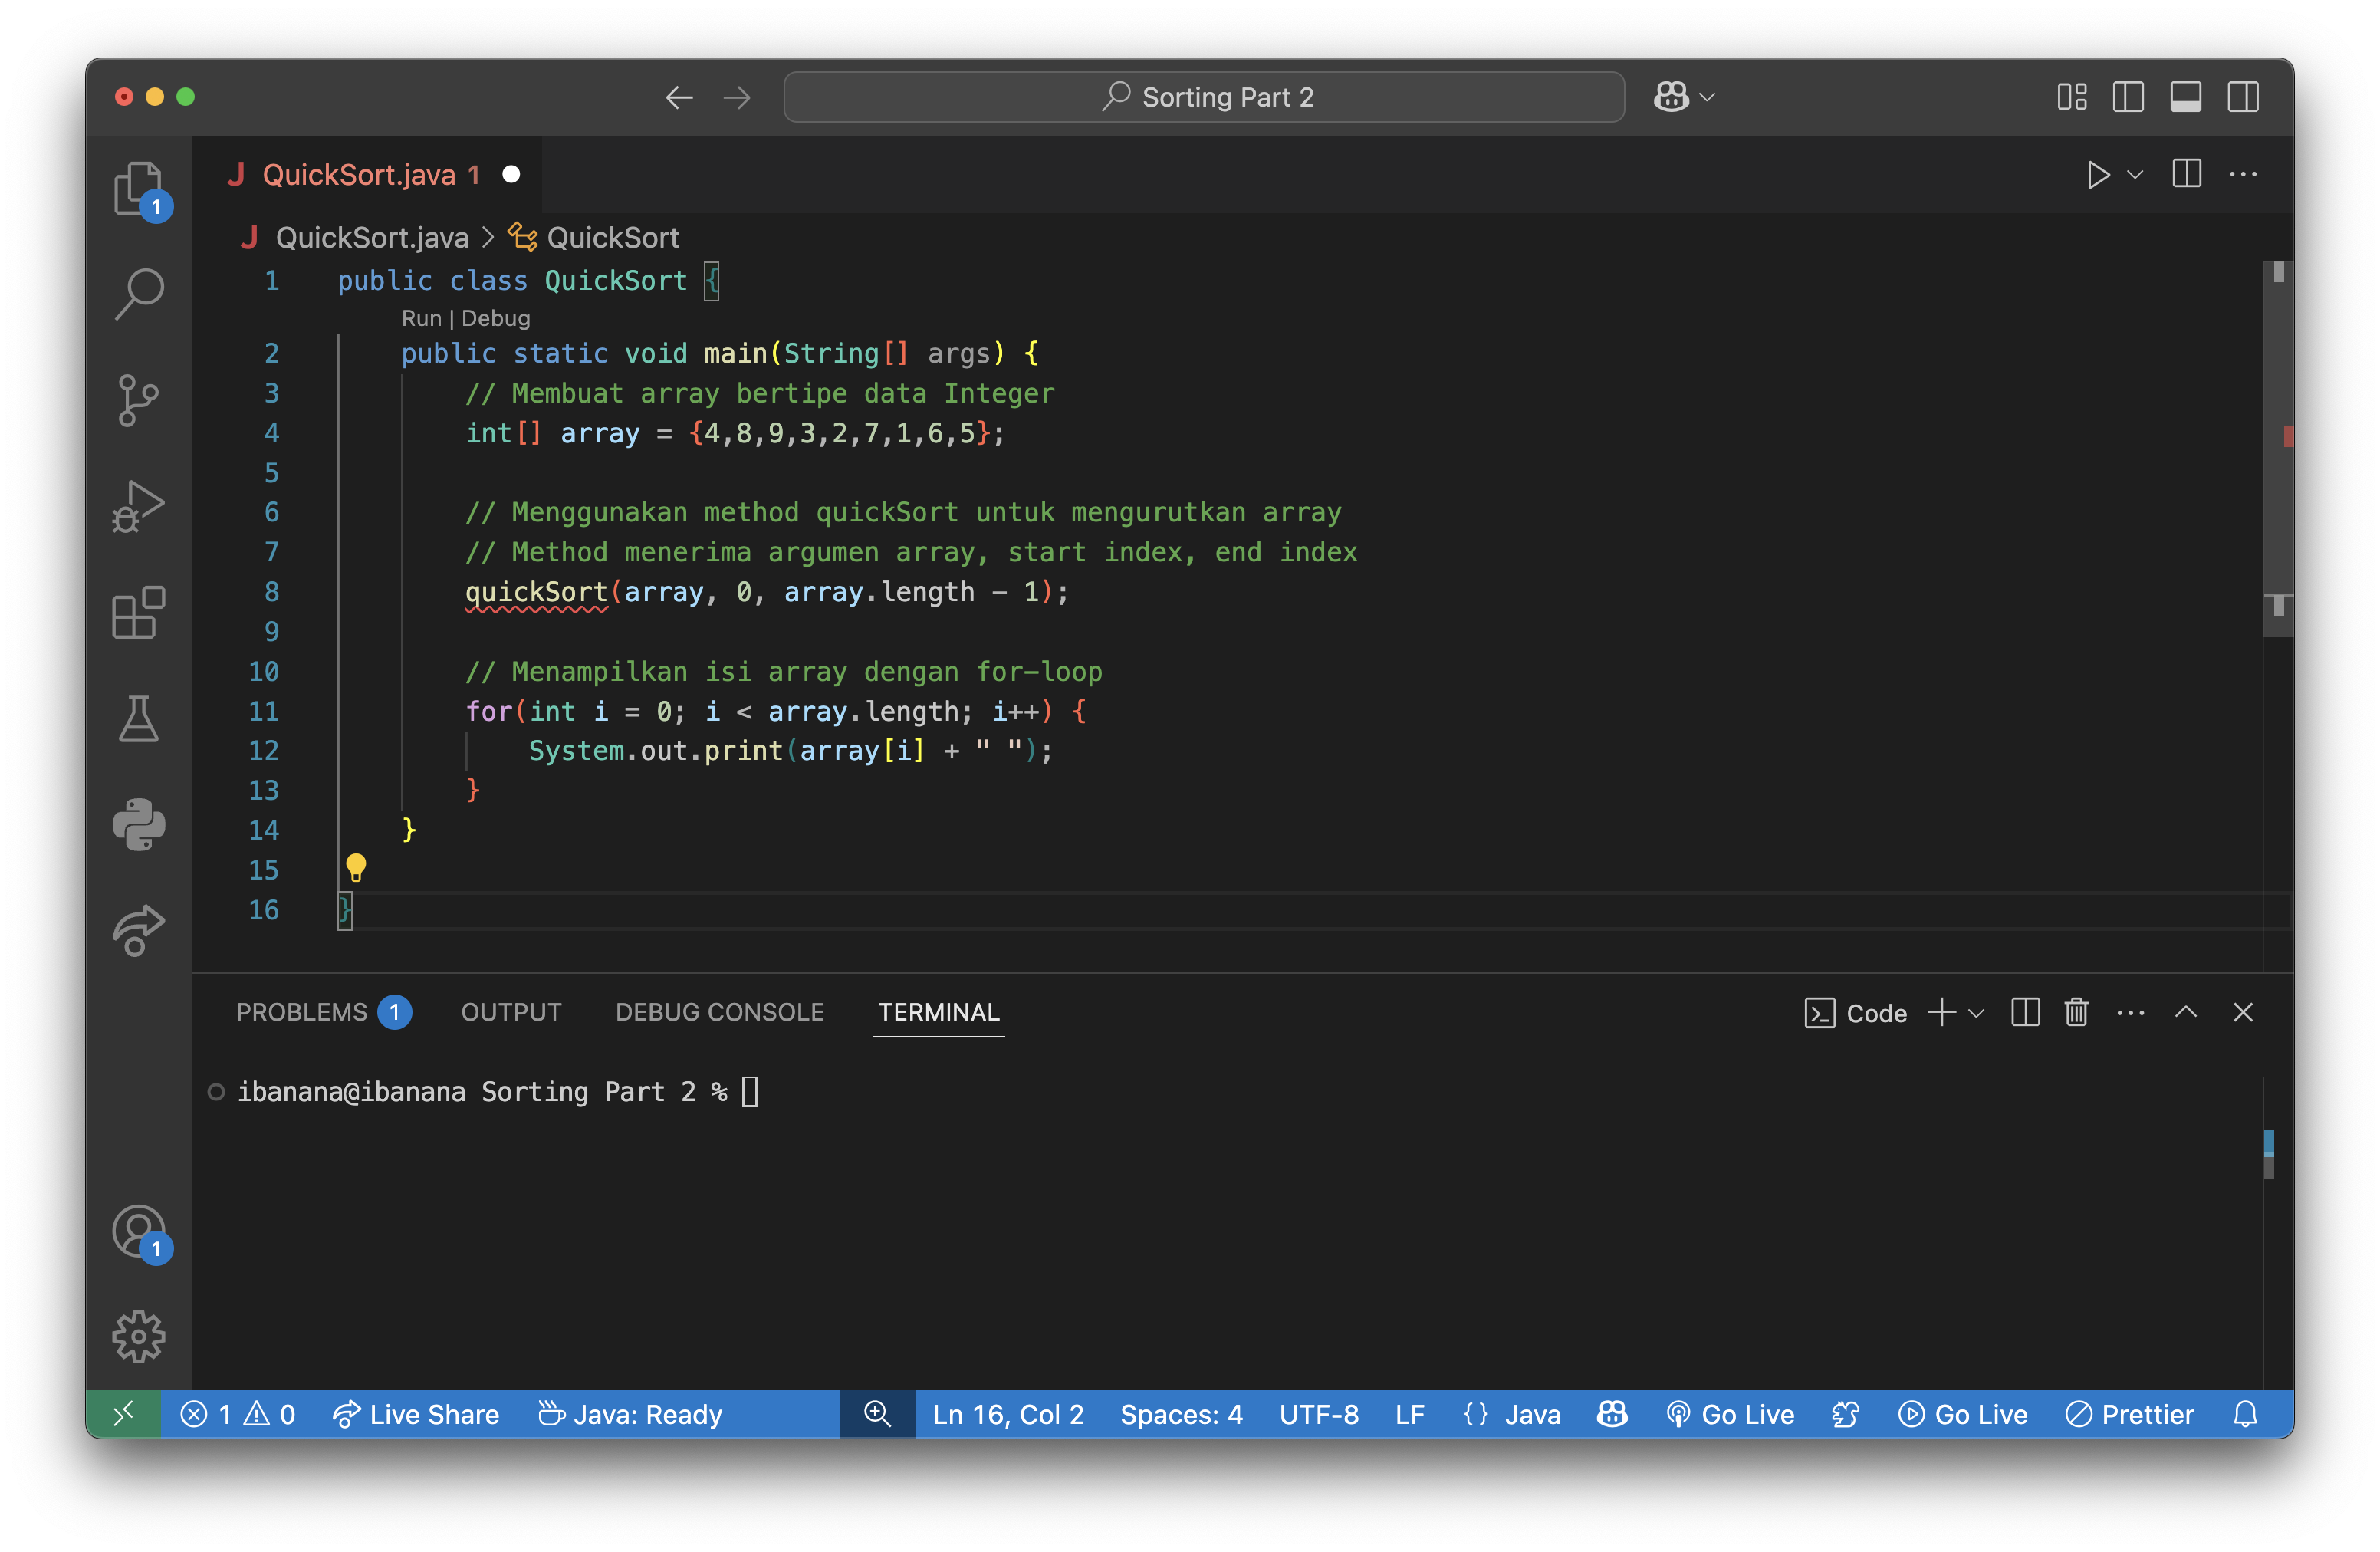 Sorting Part 2
QuickSort.java 1
QuickSort.java > QuickSort
1 public class QuickSort {
Run | Debug
2 public static void main(String[] args) {
3 // Membuat array bertipe data Integer
4 int[] array = {4,8,9,3,2,7,1,6,5};
5
6 // Menggunakan method quickSort untuk mengurutkan array
7 // Method menerima argumen array, start index, end index
8 quickSort(array, 0, array.length - 1);
9
10 // Menampilkan isi array dengan for-loop
11 for(int i = 0; i < array.length; i++) {
12 System.out.print(array[i] + " ");
13 }
14 }
15
16 }
1
1
PROBLEMS 1 OUTPUT DEBUG CONSOLE TERMINAL Code
ibanana@ibanana Sorting Part 2 %
1 0 Live Share Java: Ready Ln 16, Col 2 Spaces: 4 UTF-8 LF {} Java Go Live Go Live Prettier